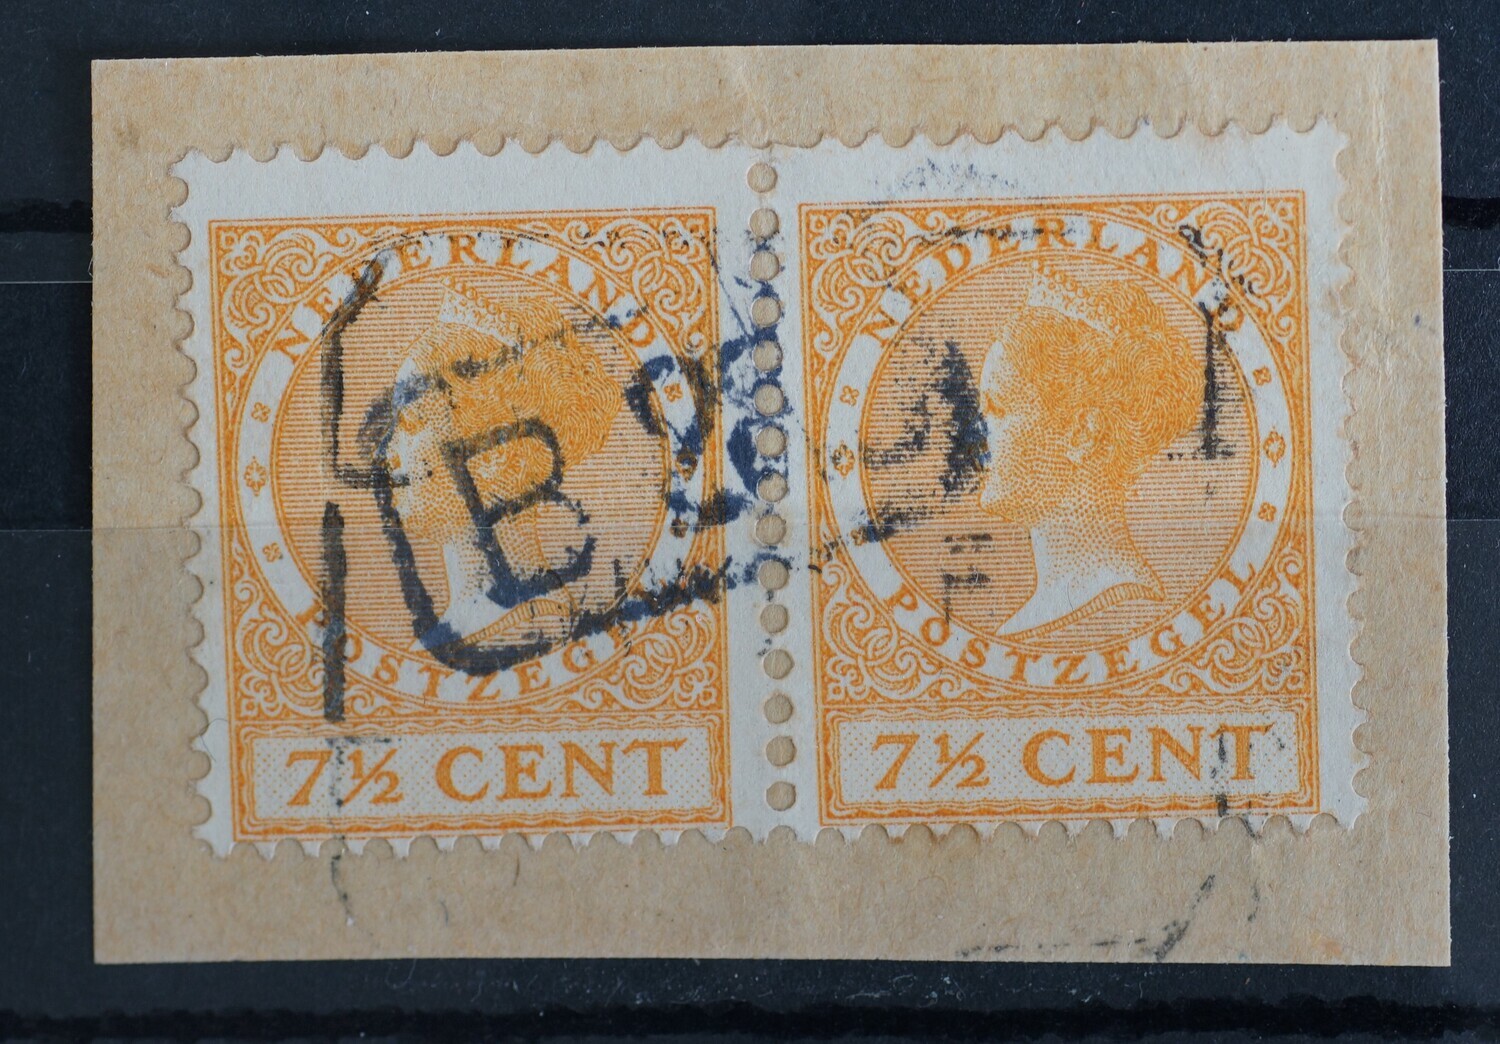 NEDERLAND
POSTZEGEL
7½ CENT
NEDERLAND
POSTZEGEL
7½ CENT
B